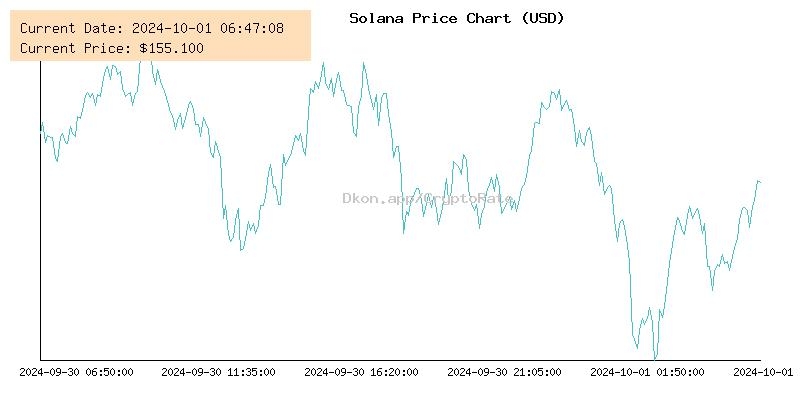 Solana Price Chart (USD)
Current Date: 2024-10-01 06:47:08
Current Price: $155.100
Dkon.app/CryptoRate
2024-09-30 06:50:00
2024-09-30 11:35:00
2024-09-30 16:20:00
2024-09-30 21:05:00
2024-10-01 01:50:00
2024-10-01